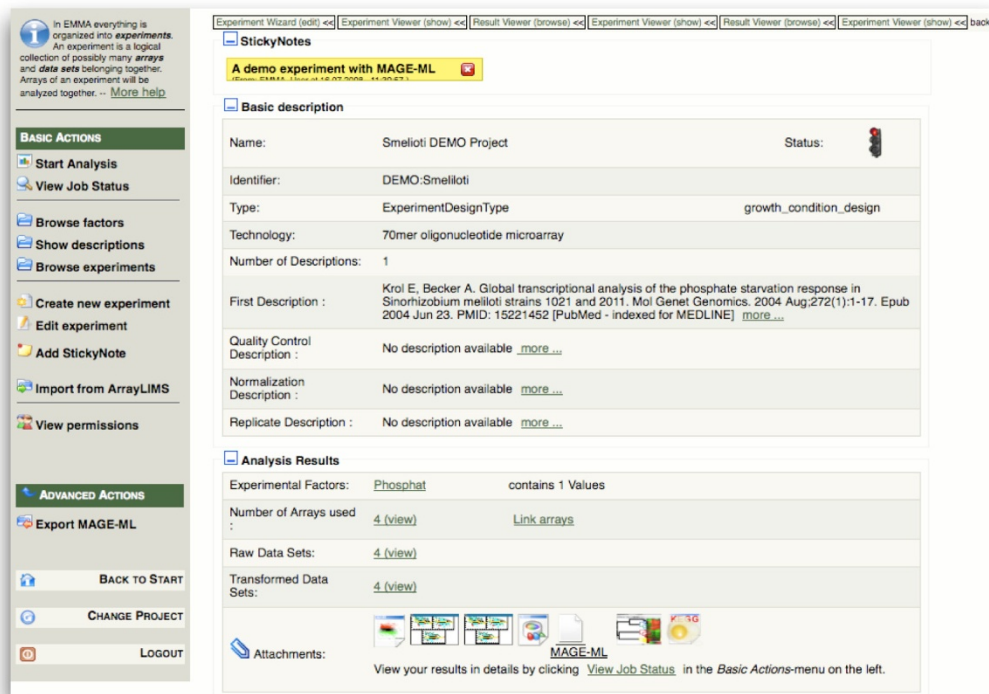 In EMMA everything is
organized into experiments.
An experiment is a logical
collection of possibly many arrays
and data sets belonging together.
Arrays of an experiment will be
analyzed together. -- More help
BASIC ACTIONS
Start Analysis
View Job Status
Browse factors
Show descriptions
Browse experiments
Create new experiment
Edit experiment
Add StickyNote
Import from ArrayLIMS
View permissions
ADVANCED ACTIONS
Export MAGE-ML
BACK TO START
CHANGE PROJECT
LOGOUT
Experiment Wizard (edit) << Experiment Viewer (show) << Result Viewer (browse) << Experiment Viewer (show) << Result Viewer (browse) << Experiment Viewer (show) << back
StickyNotes
A demo experiment with MAGE-ML
Basic description
Name: Smelioti DEMO Project Status:
Identifier: DEMO:Smeliloti
Type: ExperimentDesignType growth_condition_design
Technology: 70mer oligonucleotide microarray
Number of Descriptions: 1
First Description : Krol E, Becker A. Global transcriptional analysis of the phosphate starvation response in
Sinorhizobium meliloti strains 1021 and 2011. Mol Genet Genomics. 2004 Aug;272(1):1-17. Epub
2004 Jun 23. PMID: 15221452 [PubMed - indexed for MEDLINE] more ...
Quality Control
Description : No description available more ...
Normalization
Description : No description available more ...
Replicate Description : No description available more ...
Analysis Results
Experimental Factors: Phosphat contains 1 Values
Number of Arrays used
: 4 (view) Link arrays
Raw Data Sets: 4 (view)
Transformed Data
Sets: 4 (view)
Attachments:
MAGE-ML
View your results in details by clicking View Job Status in the Basic Actions-menu on the left.